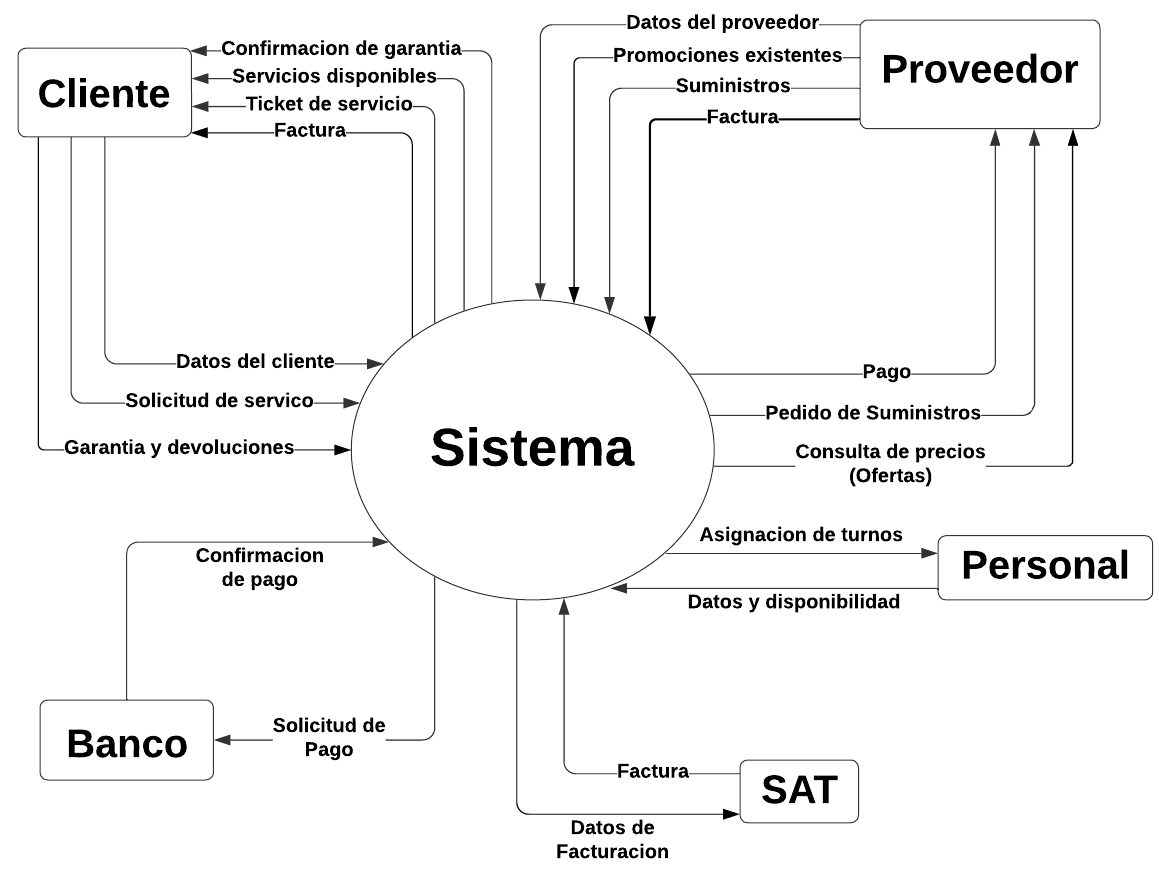 Datos del proveedor
Confirmacion de garantia
Promociones existentes
Proveedor
Servicios disponibles
Cliente
Suministros
Ticket de servicio
Factura
Factura
Datos del cliente
Pago
Solicitud de servico
Pedido de Suministros
Garantia y devoluciones
Sistema
Consulta de precios
(Ofertas)
Asignacion de turnos
Confirmacion
de pago
Personal
Datos y disponibilidad
Solicitud de
Pago
Banco
Factura
SAT
Datos de
Facturacion